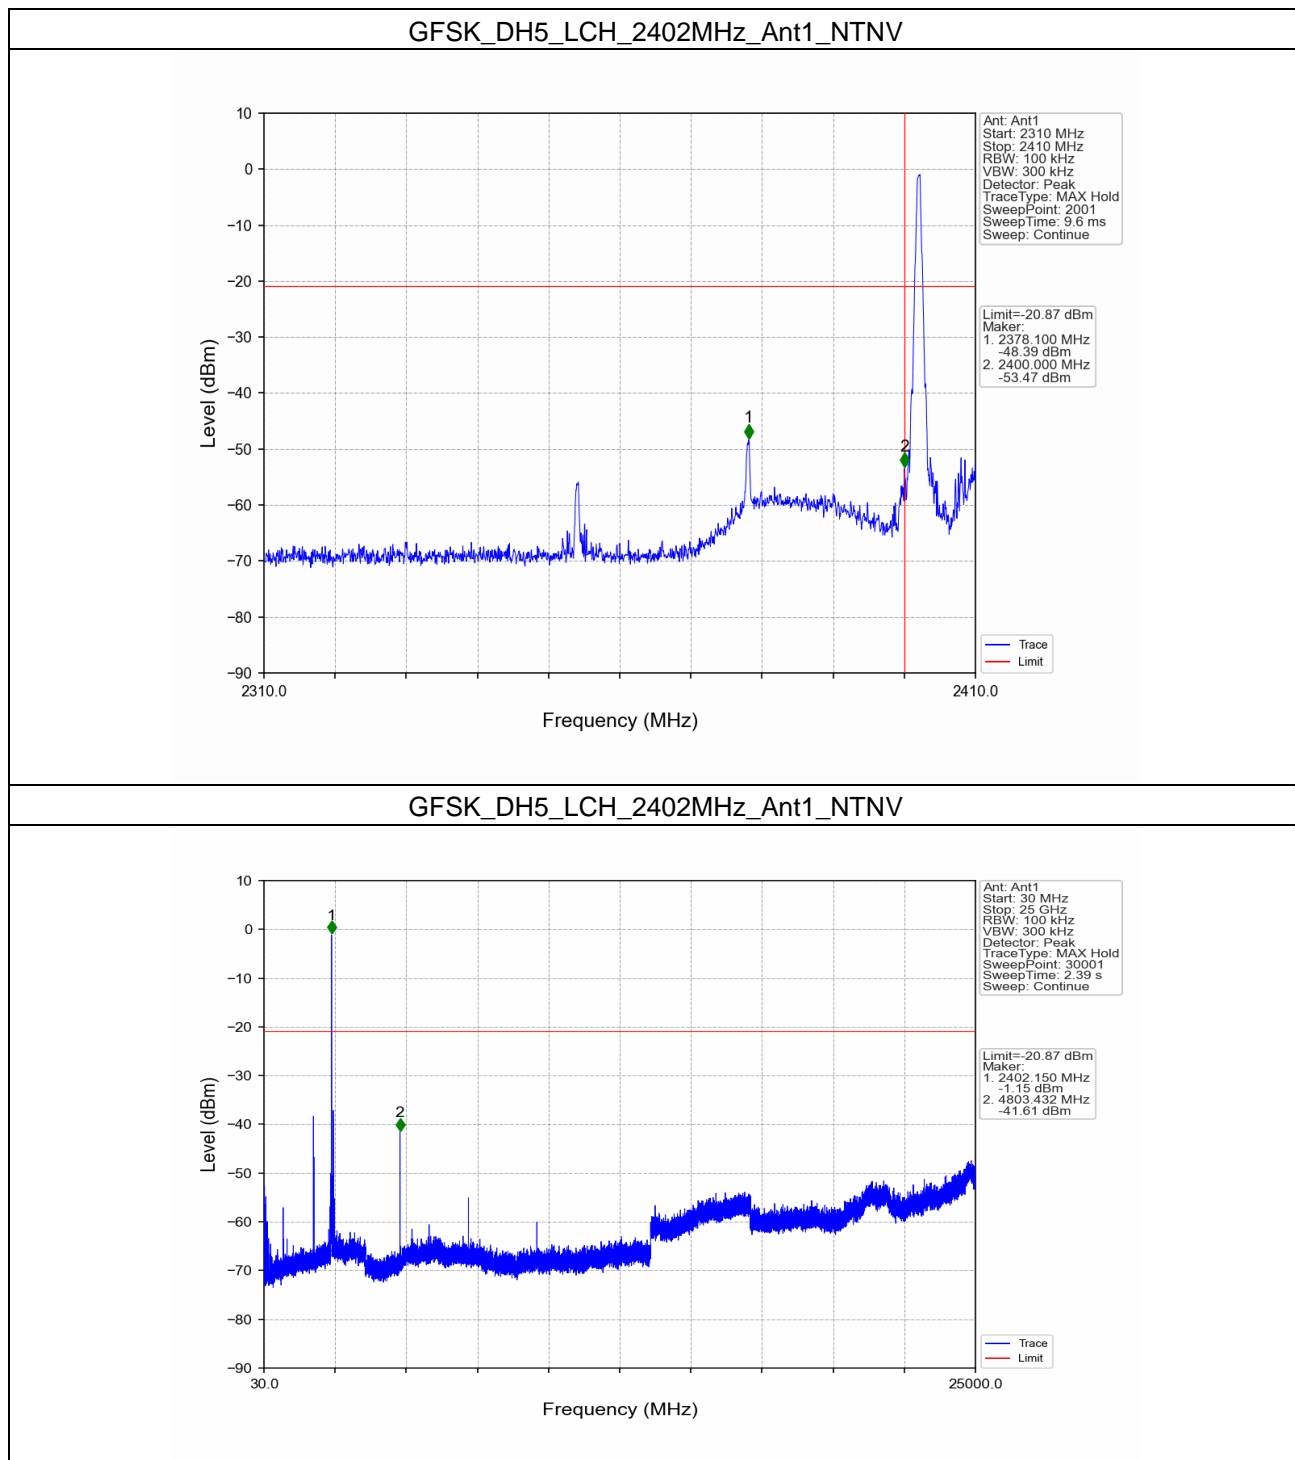 GFSK_DH5_LCH_2402MHz_Ant1_NTNV
10
0
−10
−20
−30
−40
−50
−60
−70
−80
−90
Level (dBm)
2310.0
2410.0
Frequency (MHz)
1
2
Ant: Ant1
Start: 2310 MHz
Stop: 2410 MHz
RBW: 100 kHz
VBW: 300 kHz
Detector: Peak
TraceType: MAX Hold
SweepPoint: 2001
SweepTime: 9.6 ms
Sweep: Continue
Limit=-20.87 dBm
Maker:
1. 2378.100 MHz
-48.39 dBm
2. 2400.000 MHz
-53.47 dBm
Trace
Limit
GFSK_DH5_LCH_2402MHz_Ant1_NTNV
10
0
−10
−20
−30
−40
−50
−60
−70
−80
−90
Level (dBm)
30.0
25000.0
Frequency (MHz)
1
2
Ant: Ant1
Start: 30 MHz
Stop: 25 GHz
RBW: 100 kHz
VBW: 300 kHz
Detector: Peak
TraceType: MAX Hold
SweepPoint: 30001
SweepTime: 2.39 s
Sweep: Continue
Limit=-20.87 dBm
Maker:
1. 2402.150 MHz
-1.15 dBm
2. 4803.432 MHz
-41.61 dBm
Trace
Limit